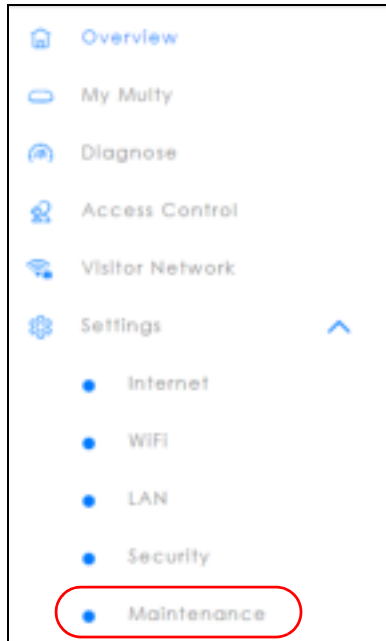 Overview
My Multy
Diagnose
Access Control
Visitor Network
Settings
Internet
WiFi
LAN
Security
Maintenance